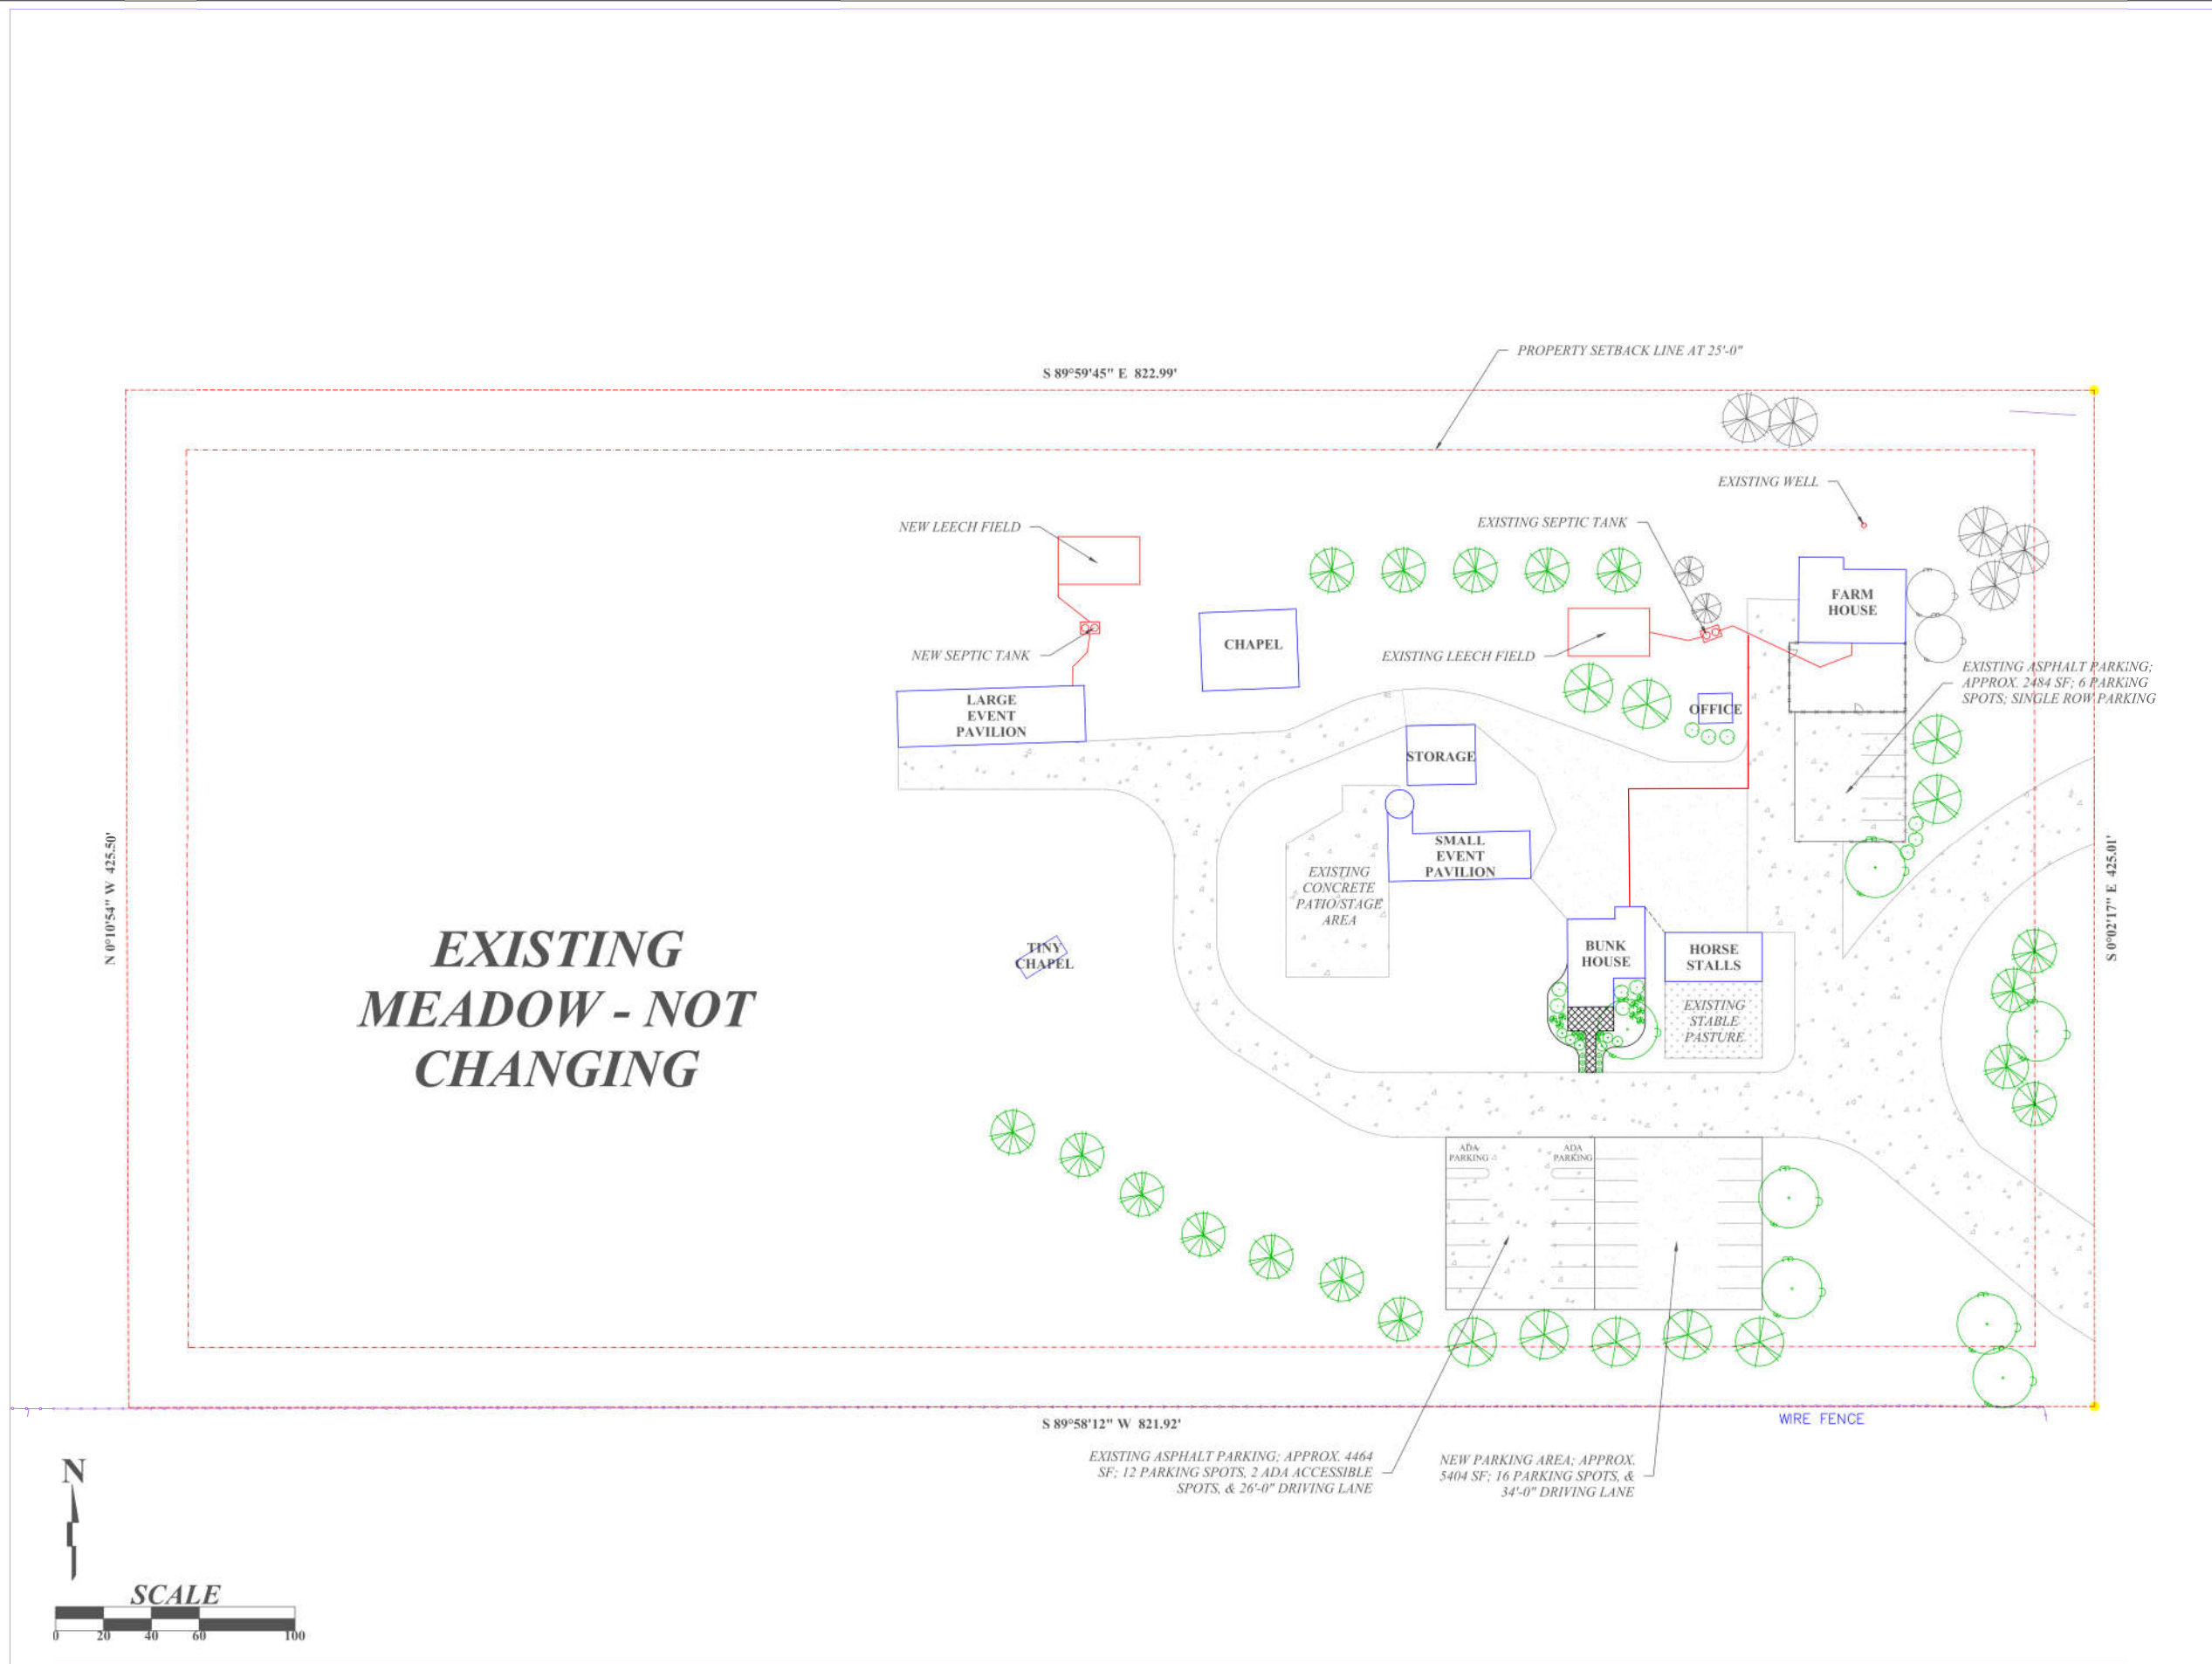 PROPERTY SETBACK LINE AT 25'-0"
S 89°59'45" E 822.99'
EXISTING WELL
NEW LEECH FIELD
EXISTING SEPTIC TANK
FARM
HOUSE
CHAPEL
NEW SEPTIC TANK
EXISTING LEECH FIELD
EXISTING ASPHALT PARKING;
APPROX. 2484 SF; 6 PARKING
SPOTS; SINGLE ROW PARKING
LARGE
EVENT
PAVILION
OFFICE
STORAGE
SMALL
EVENT
PAVILION
EXISTING
CONCRETE
PATIO/STAGE
AREA
N 0°10'54" W 425.50'
S 0°02'17" E 425.01'
EXISTING
MEADOW - NOT
CHANGING
TINY
CHAPEL
BUNK
HOUSE
HORSE
STALLS
EXISTING
STABLE
PASTURE
ADA
PARKING
ADA
PARKING
S 89°58'12" W 821.92'
WIRE FENCE
EXISTING ASPHALT PARKING; APPROX. 4464
SF; 12 PARKING SPOTS, 2 ADA ACCESSIBLE
SPOTS, & 26'-0" DRIVING LANE
NEW PARKING AREA; APPROX.
5404 SF; 16 PARKING SPOTS, &
34'-0" DRIVING LANE
N
SCALE
0 20 40 60 100